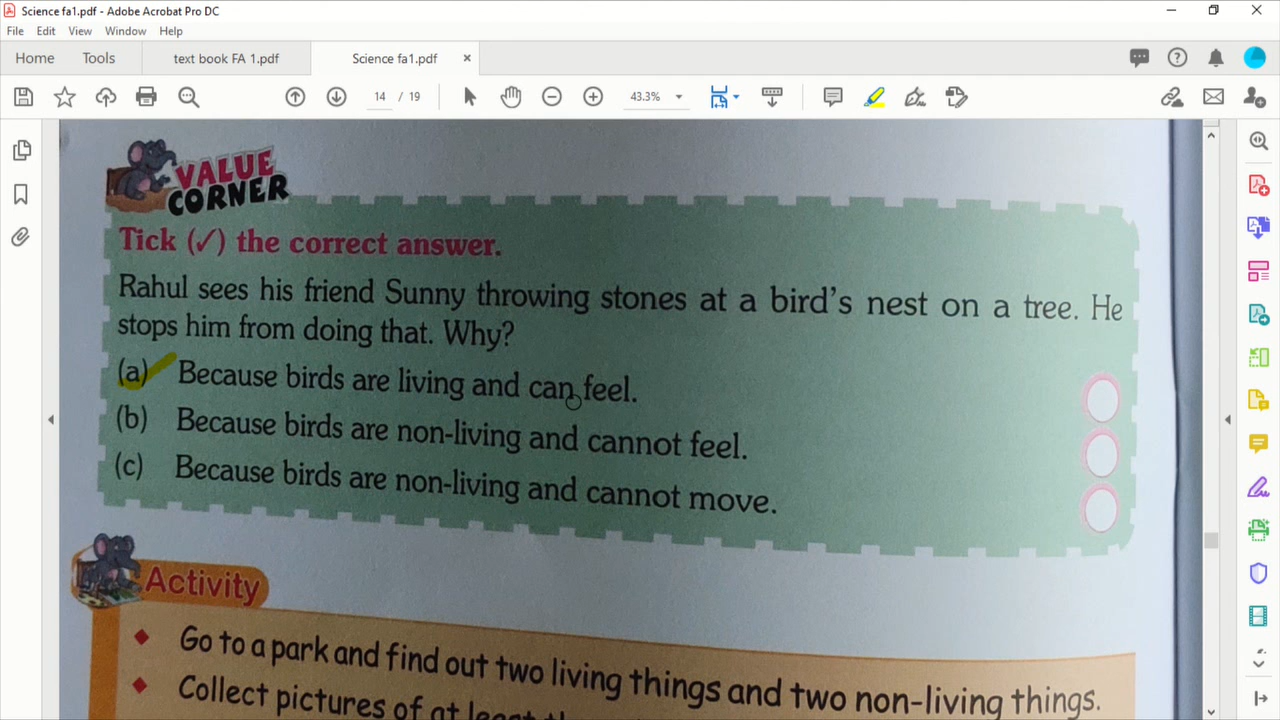 Science fa1.pdf - Adobe Acrobat Pro DC
File Edit View Window Help
Home Tools text book FA 1.pdf Science fa1.pdf ×
14 / 19 43.3%
VALUE
CORNER
Tick (✓) the correct answer.
Rahul sees his friend Sunny throwing stones at a bird's nest on a tree. He
stops him from doing that. Why?
(a) Because birds are living and can feel.
(b) Because birds are non-living and cannot feel.
(c) Because birds are non-living and cannot move.
Activity
Go to a park and find out two living things and two non-living things.
Collect pictures of at least